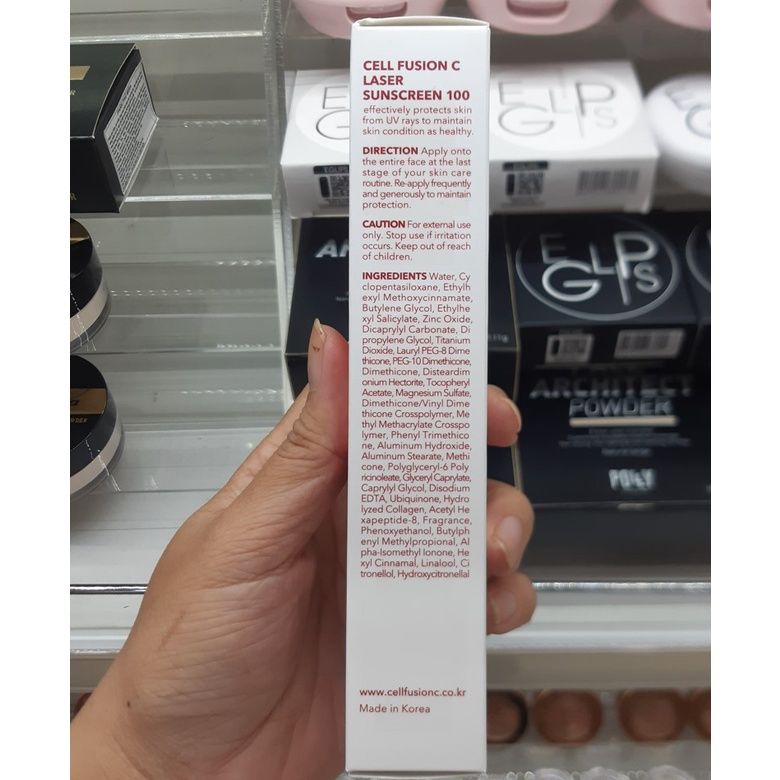 CELL FUSION C
LASER
SUNSCREEN 100
effectively protects skin
from UV rays to maintain
skin condition as healthy.
DIRECTION Apply onto
the entire face at the last
stage of your skin care
routine. Re-apply frequently
and generously to maintain
protection.
CAUTION For external use
only. Stop use if irritation
occurs. Keep out of reach
of children.
INGREDIENTS Water, Cy
clopentasiloxane, Ethylh
exyl Methoxycinnamate,
Butylene Glycol, Ethylhe
xyl Salicylate, Zinc Oxide,
Dicaprylyl Carbonate, Di
propylene Glycol, Titanium
Dioxide, Lauryl PEG-8 Dime
thicone, PEG-10 Dimethicone,
Dimethicone, Disteardim
onium Hectorite, Tocopheryl
Acetate, Magnesium Sulfate,
Dimethicone/Vinyl Dime
thicone Crosspolymer, Me
thyl Methacrylate Crosspo
lymer, Phenyl Trimethico
ne, Aluminum Hydroxide,
Aluminum Stearate, Methi
cone, Polyglyceryl-6 Poly
ricinoleate, Glyceryl Caprylate,
Caprylyl Glycol, Disodium
EDTA, Ubiquinone, Hydro
lyzed Collagen, Acetyl He
xapeptide-8, Fragrance,
Phenoxyethanol, Butylph
enyl Methylpropional, Al
pha-Isomethyl Ionone, He
xyl Cinnamal, Linalool, Ci
tronellol, Hydroxycitronellal
www.cellfusionc.co.kr
Made in Korea
EGLIPS
EGLIPS
ARCHITECT
POWDER